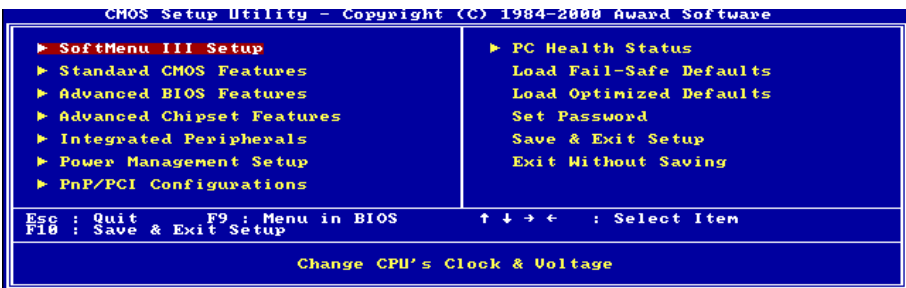 CMOS Setup Utility - Copyright (C) 1984-2000 Award Software
► SoftMenu III Setup
► Standard CMOS Features
► Advanced BIOS Features
► Advanced Chipset Features
► Integrated Peripherals
► Power Management Setup
► PnP/PCI Configurations
► PC Health Status
Load Fail-Safe Defaults
Load Optimized Defaults
Set Password
Save & Exit Setup
Exit Without Saving
Esc : Quit F9 : Menu in BIOS ↑ ↓ → ← : Select Item
F10 : Save & Exit Setup
Change CPU's Clock & Voltage